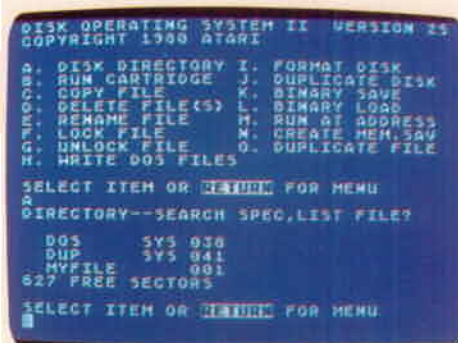 DISK OPERATING SYSTEM II VERSION 2S
COPYRIGHT 1980 ATARI
A. DISK DIRECTORY I. FORMAT DISK
B. RUN CARTRIDGE J. DUPLICATE DISK
C. COPY FILE K. BINARY SAVE
D. DELETE FILE(S) L. BINARY LOAD
E. RENAME FILE M. RUN AT ADDRESS
F. LOCK FILE N. CREATE MEM.SAV
G. UNLOCK FILE O. DUPLICATE FILE
H. WRITE DOS FILES
SELECT ITEM OR RETURN FOR MENU
A
DIRECTORY--SEARCH SPEC,LIST FILE?
DOS SYS 039
DUP SYS 041
MYFILE 001
627 FREE SECTORS
SELECT ITEM OR RETURN FOR MENU